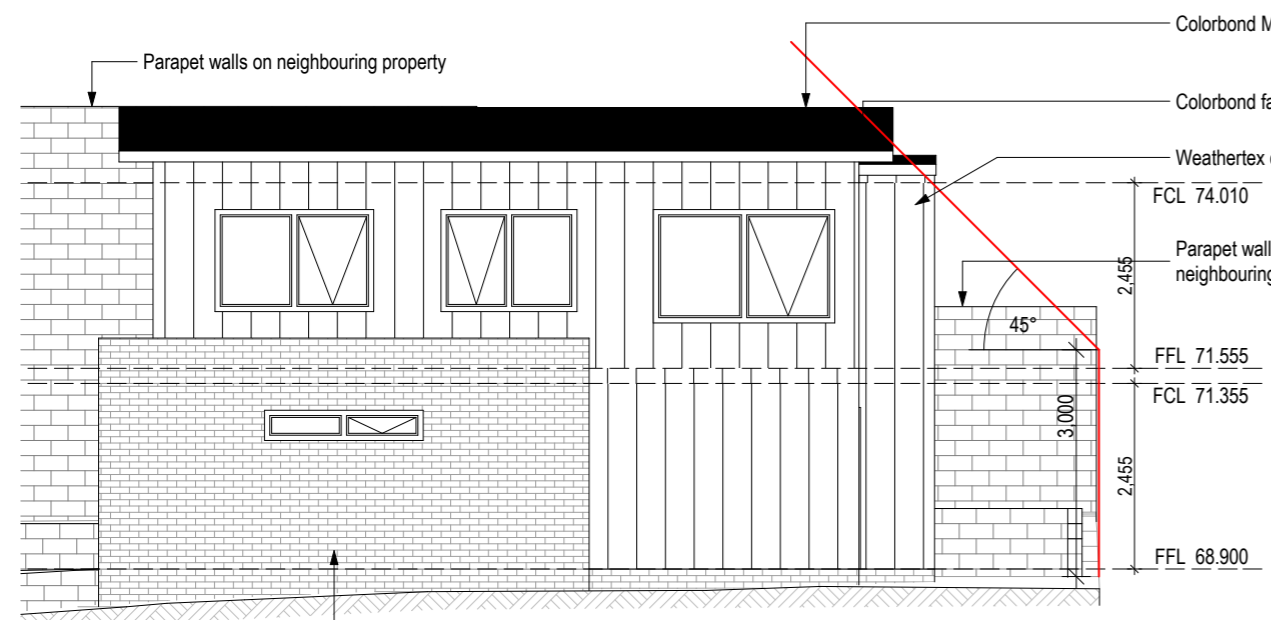 Colorbond M
Parapet walls on neighbouring property
Colorbond fa
Weathertex
FCL 74.010
Parapet wall
neighbouring
2,455
45°
FFL 71.555
FCL 71.355
3,000
2,455
FFL 68.900